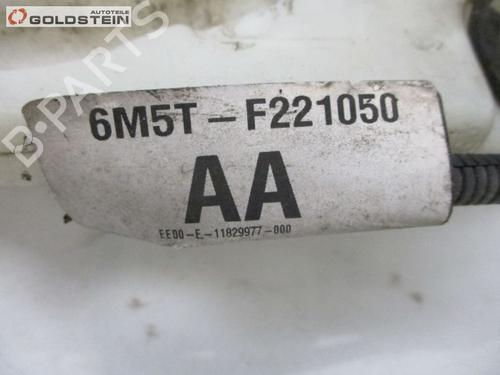 AUTOTEILE
GOLDSTEIN
B-PARTS
6M5T-F221050
AA
EE00-E-11829977-000